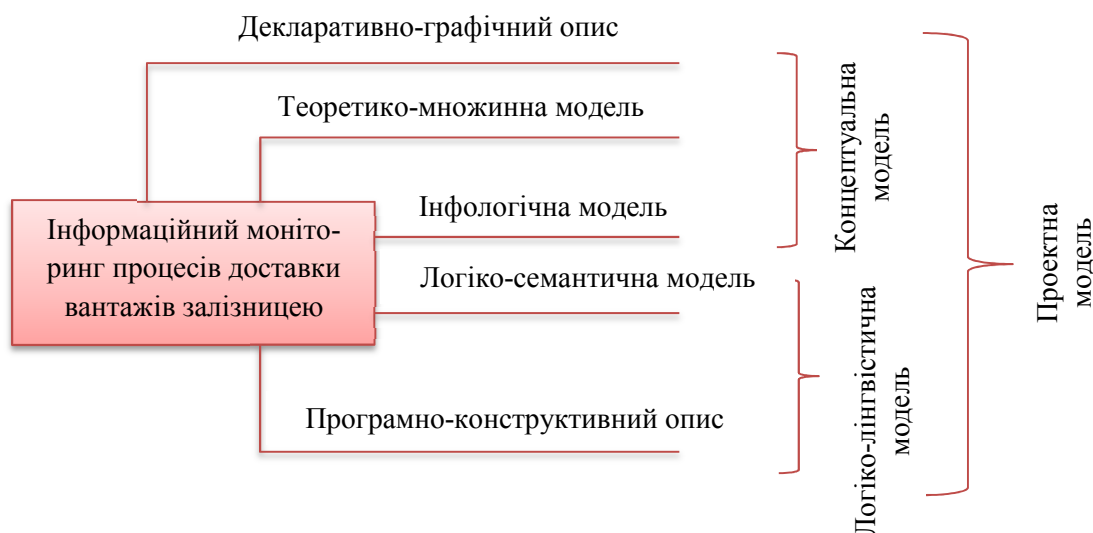 Декларативно-графічний опис
Теоретико-множинна модель
Інфологічна модель
Інформаційний моніто-
ринг процесів доставки
вантажів залізницею
Логіко-семантична модель
Програмно-конструктивний опис
Концептуальна
модель
Логіко-лінгвістична
модель
Проектна
модель